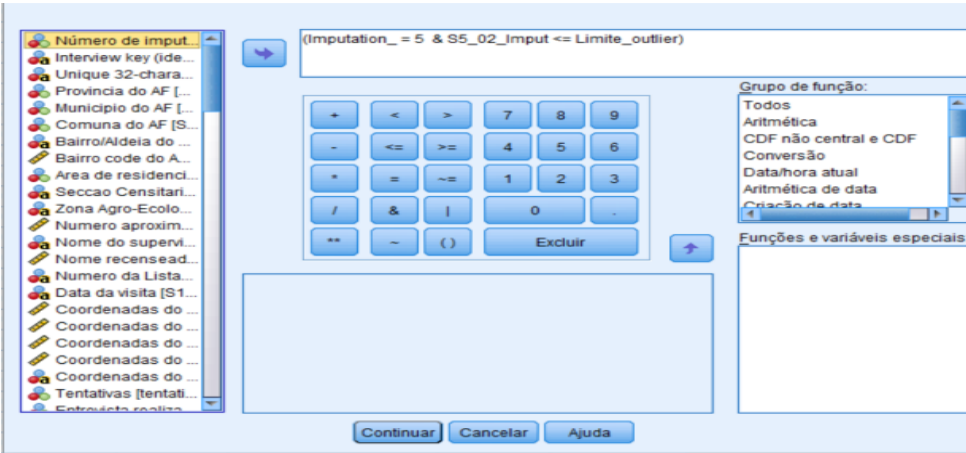 (Imputation_ = 5 & S5_02_Imput <= Limite_outlier)
Número de imput...
Interview key (ide...
Unique 32-chara...
Provincia do AF [...
Municipio do AF [...
Comuna do AF [S...
Bairro/Aldeia do ...
Bairro code do A...
Area de residenci...
Seccao Censitari...
Zona Agro-Ecolo...
Numero aproxim...
Nome do supervi...
Nome recensead...
Numero da Lista...
Data da visita [S1...
Coordenadas do ...
Coordenadas do ...
Coordenadas do ...
Coordenadas do ...
Coordenadas do ...
Tentativas [tentati...
Entrevista realiza...
+ < > 7 8 9
- <= >= 4 5 6
* = ~= 1 2 3
/ & | 0 .
** ~ ( ) Excluir
Grupo de função:
Todos
Aritmética
CDF não central e CDF
Conversão
Data/hora atual
Aritmética de data
Criação de data
Funções e variáveis especiais
Continuar Cancelar Ajuda